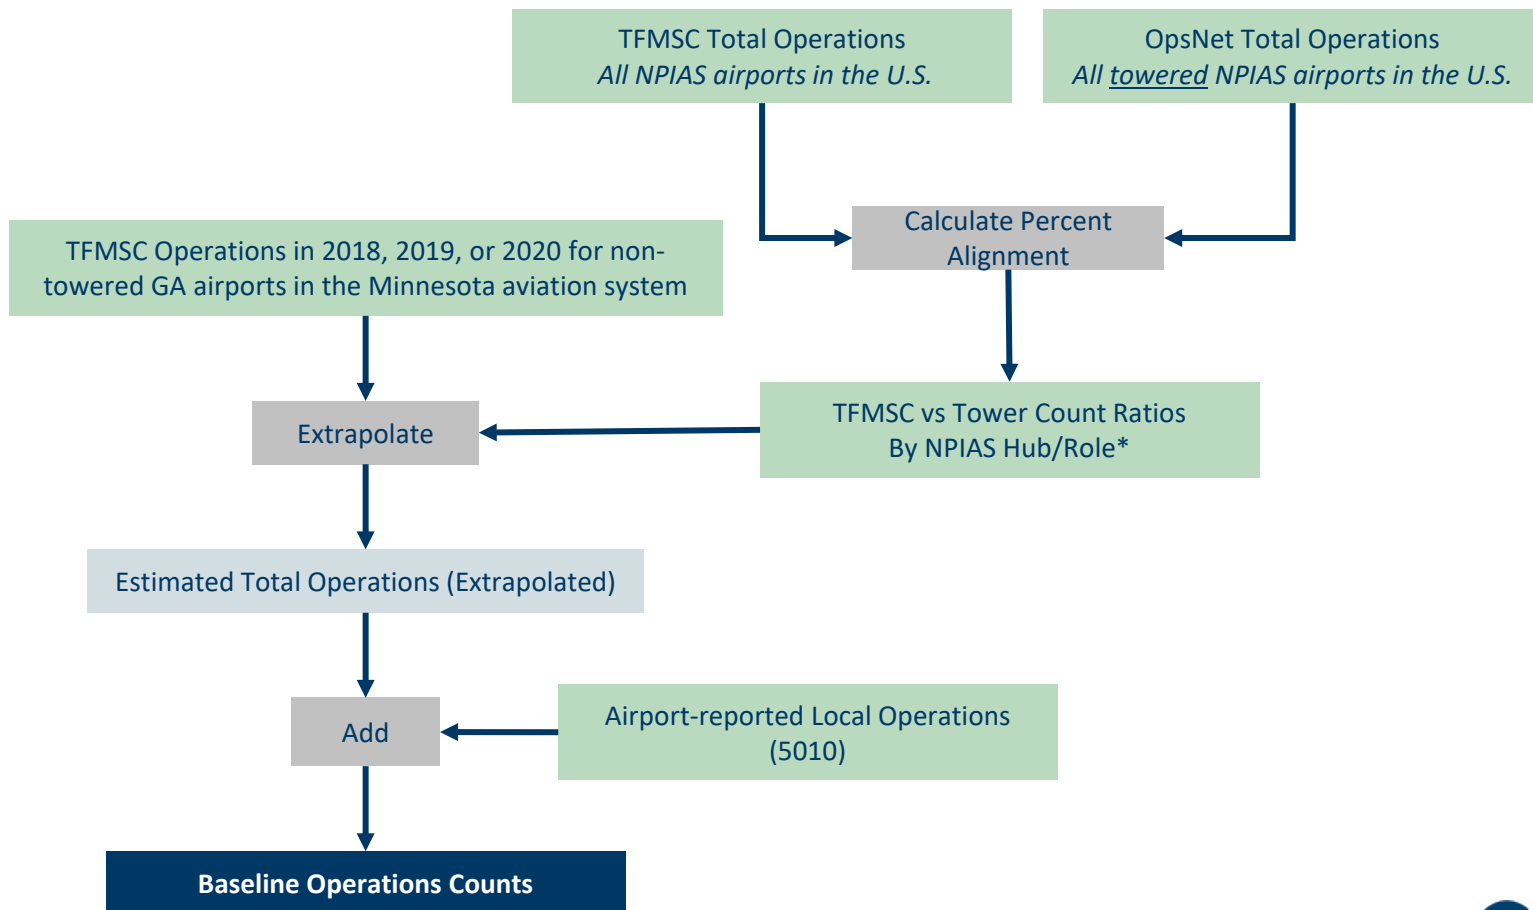 TFMSC Total Operations
All NPIAS airports in the U.S.
OpsNet Total Operations
All towered NPIAS airports in the U.S.
Calculate Percent
Alignment
TFMSC Operations in 2018, 2019, or 2020 for non-
towered GA airports in the Minnesota aviation system
TFMSC vs Tower Count Ratios
By NPIAS Hub/Role*
Extrapolate
Estimated Total Operations (Extrapolated)
Airport-reported Local Operations
(5010)
Add
Baseline Operations Counts